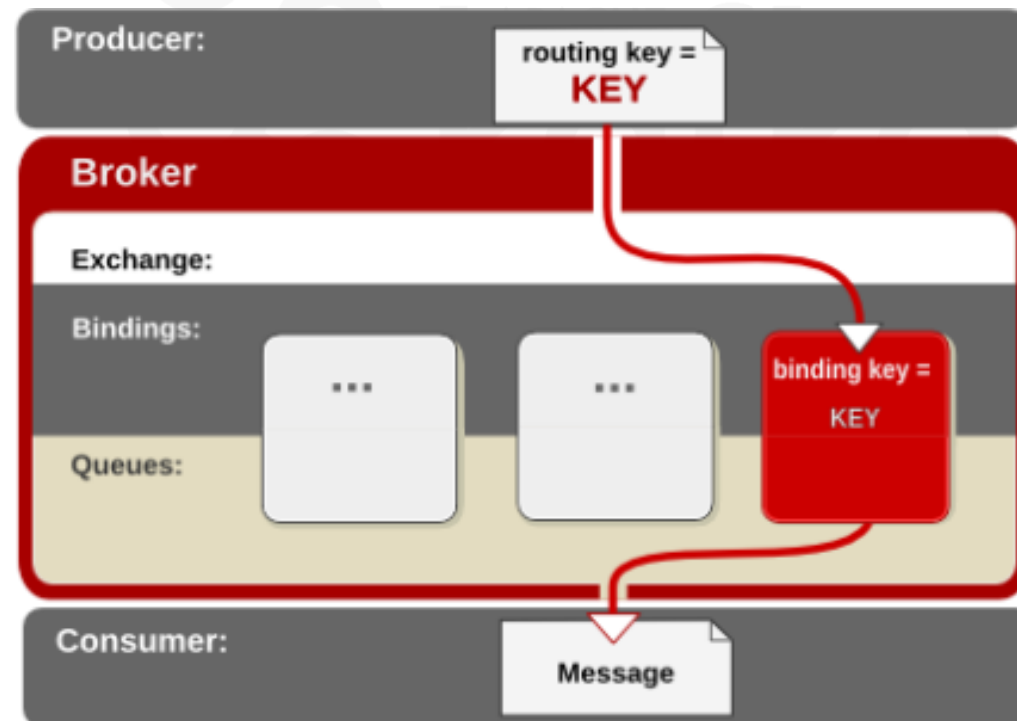 Producer:
routing key =
KEY
Broker
Exchange:
Bindings:
...
...
binding key =
KEY
Queues:
Consumer:
Message